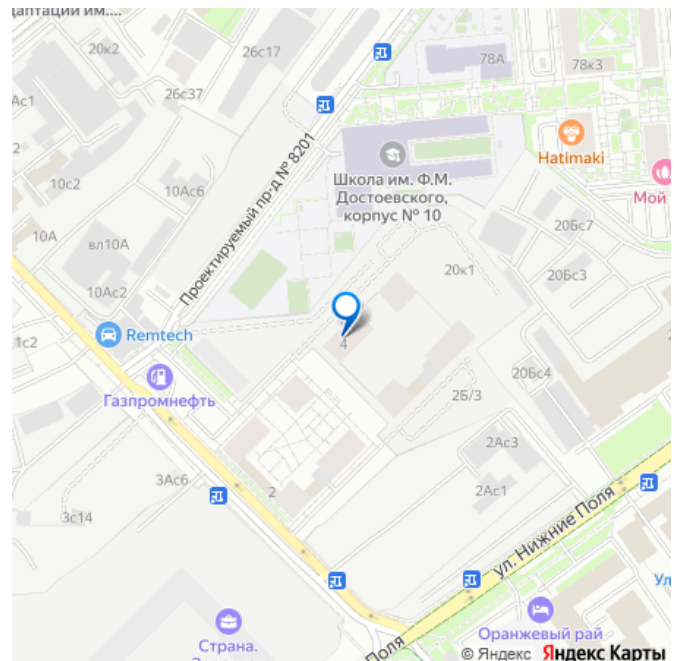 даптации им....
20к2
26с17
78А
78к3
Ас1
26с37
Hatimaki
2
10с2
10Ас6
Проектируемый пр-д № 8201
Школа им. Ф.М.
Достоевского,
корпус № 10
Мой
10А
вл10А
20Бс7
20к1
20Бс3
10Ас2
Remtech
1с2
4
Газпромнефть
20Бс4
2Б/3
2Ас3
3Ас6
2
2Ас1
3с14
ул. Нижние Поля
Ул
Оранжевый рай
Страна.
Поля
© Яндекс Яндекс Карты